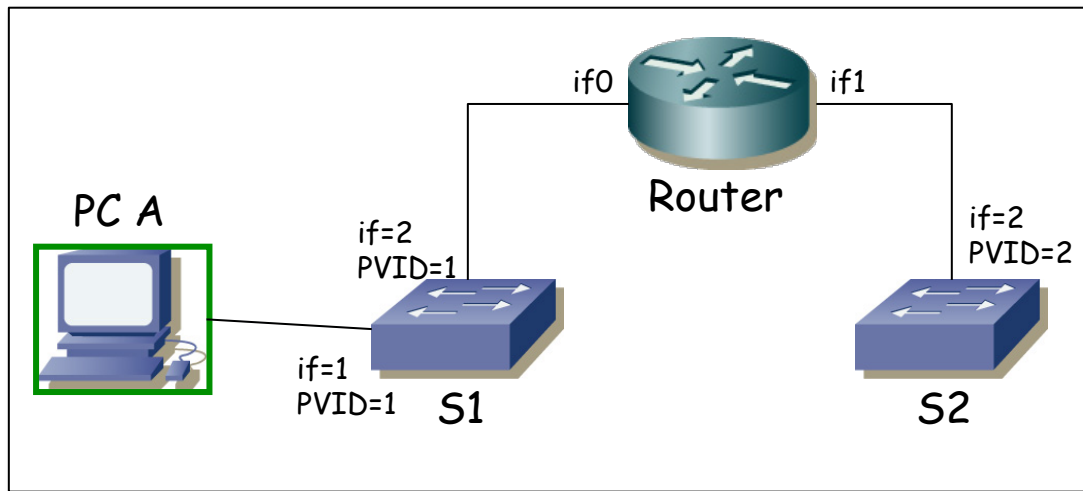 if0
if1
Router
PC A
if=2
PVID=1
if=2
PVID=2
if=1
PVID=1
S1
S2